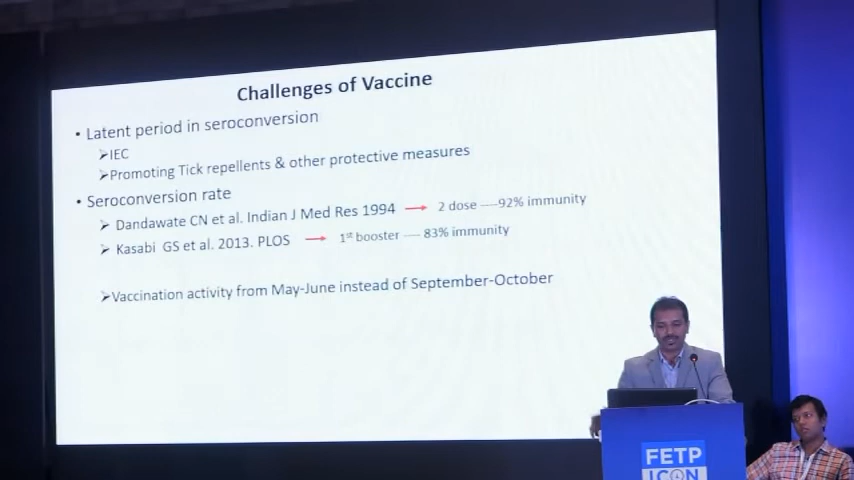 Challenges of Vaccine
• Latent period in seroconversion
➢IEC
➢Promoting Tick repellents & other protective measures
• Seroconversion rate
➢ Dandawate CN et al. Indian J Med Res 1994 → 2 dose ----92% immunity
➢ Kasabi GS et al. 2013. PLOS → 1st booster ---- 83% immunity
➢Vaccination activity from May-June instead of September-October
FETP
ICON